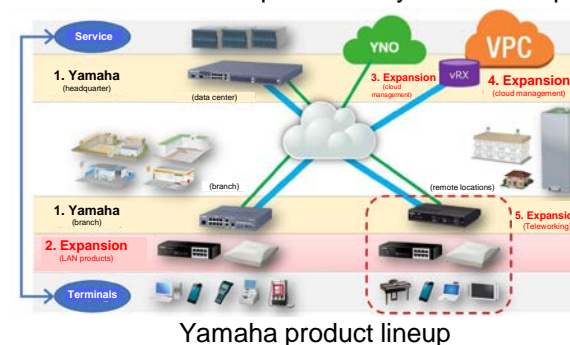 Service
YNO
VPC
1. Yamaha
(headquarter)
(data center)
3. Expansion
(cloud
management)
vRX
4. Expansion
(cloud management)
(branch)
(remote locations)
1. Yamaha
(branch)
5. Expansio
(Teleworking)
2. Expansion
(LAN products)
Terminals
Yamaha product lineup